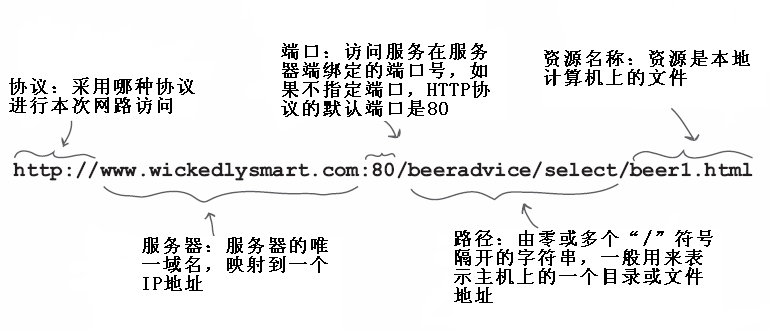 端口：访问服务在服务
器端绑定的端口号，如
果不指定端口，HTTP协
议的默认端口是80
资源名称：资源是本地
计算机上的文件
协议：采用哪种协议
进行本次网路访问
http://www.wickedlysmart.com:80/beeradvice/select/beer1.html
服务器：服务器的唯
一域名，映射到一个
IP地址
路径：由零或多个“/”符号
隔开的字符串，一般用来表
示主机上的一个目录或文件
地址